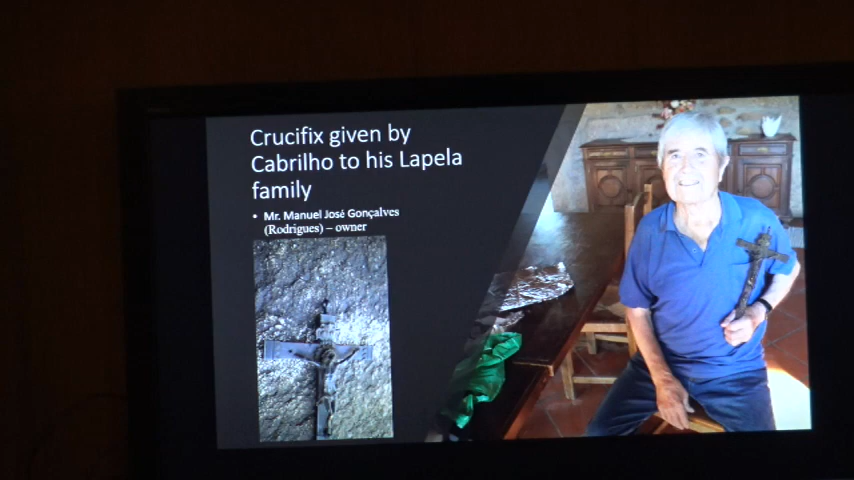 Crucifix given by
Cabrilho to his Lapela
family
• Mr. Manuel José Gonçalves
(Rodrigues) – owner